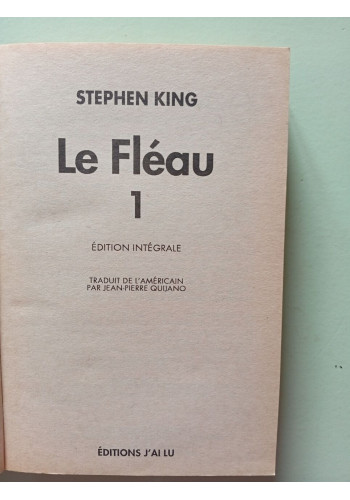 STEPHEN KING
Le Fléau
1
ÉDITION INTÉGRALE
TRADUIT DE L'AMÉRICAIN
PAR JEAN-PIERRE QUIJANO
ÉDITIONS J'AI LU